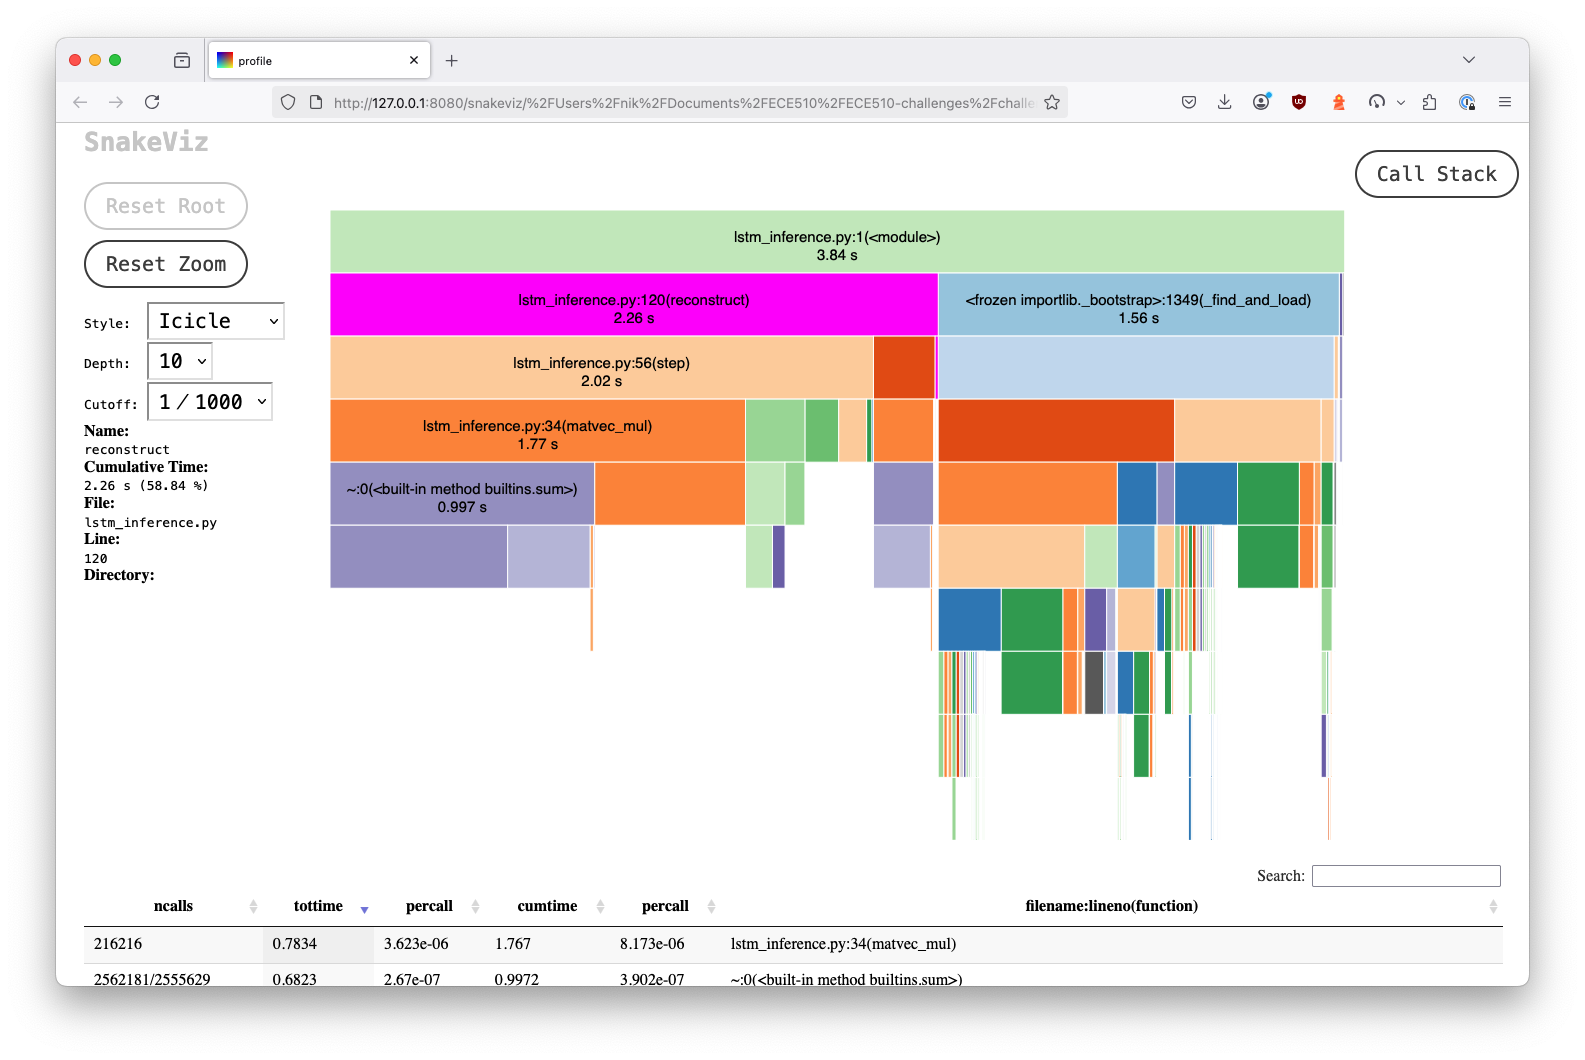 profile
http://127.0.0.1:8080/snakeviz/%2FUsers%2Fnik%2FDocuments%2FECE510%2FECE510-challenges%2Fchalle
SnakeViz
Call Stack
Reset Root
Reset Zoom
Style: Icicle
Depth: 10
Cutoff: 1 / 1000
Name:
reconstruct
Cumulative Time:
2.26 s (58.84 %)
File:
lstm_inference.py
Line:
120
Directory:
lstm_inference.py:1(<module>)
3.84 s
lstm_inference.py:120(reconstruct)
2.26 s
<frozen importlib._bootstrap>:1349(_find_and_load)
1.56 s
lstm_inference.py:56(step)
2.02 s
lstm_inference.py:34(matvec_mul)
1.77 s
~:0(<built-in method builtins.sum>)
0.997 s
Search:
ncalls tottime percall cumtime percall filename:lineno(function)
216216 0.7834 3.623e-06 1.767 8.173e-06 lstm_inference.py:34(matvec_mul)
2562181/2555629 0.6823 2.67e-07 0.9972 3.902e-07 ~:0(<built-in method builtins.sum>)